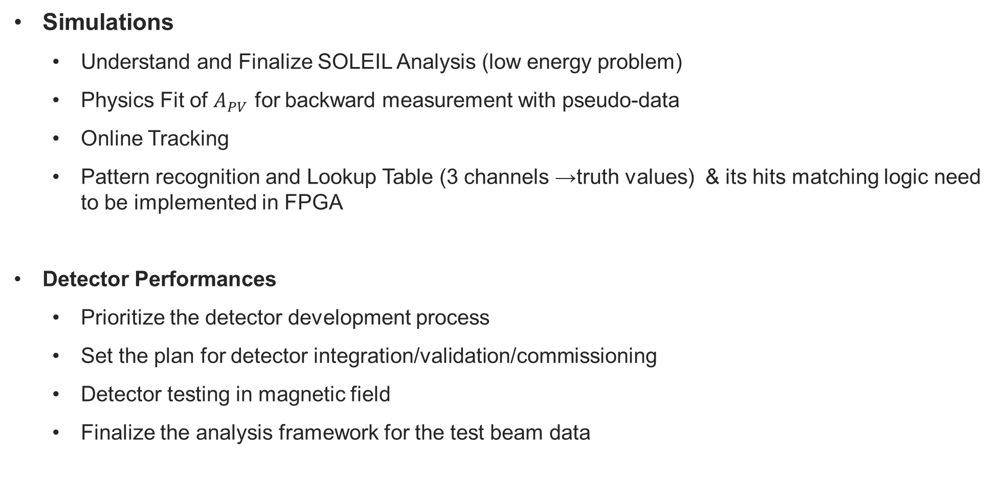 • Simulations
• Understand and Finalize SOLEIL Analysis (low energy problem)
• Physics Fit of A_PV for backward measurement with pseudo-data
• Online Tracking
• Pattern recognition and Lookup Table (3 channels →truth values) & its hits matching logic need
to be implemented in FPGA
• Detector Performances
• Prioritize the detector development process
• Set the plan for detector integration/validation/commissioning
• Detector testing in magnetic field
• Finalize the analysis framework for the test beam data